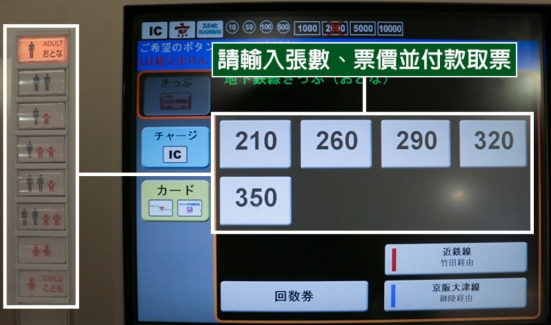 ADULT
おとな
CHILD
こども
IC 京 10 50 100 500 1000 2000 5000 10000
ご希望のボタン
請輸入張數、票價並付款取票
きっぷ
地下鉄線きっぷ（おとな）
チャージ
IC
カード
210 260 290 320
350
近鉄線
竹田経由
回数券
京阪大津線
御陵経由